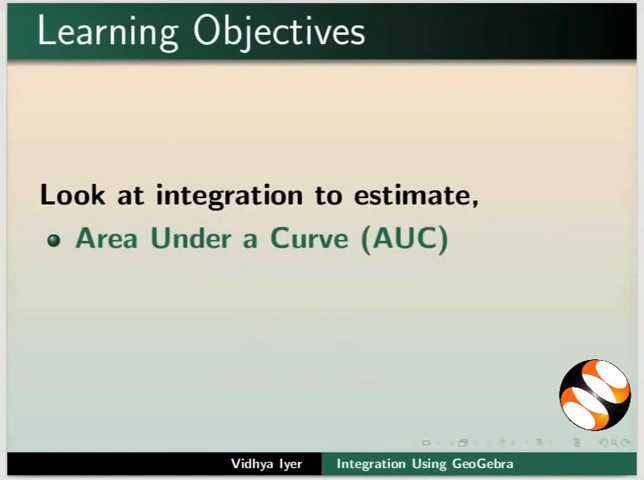 Learning Objectives
Look at integration to estimate,
Area Under a Curve (AUC)
Vidhya Iyer
Integration Using GeoGebra